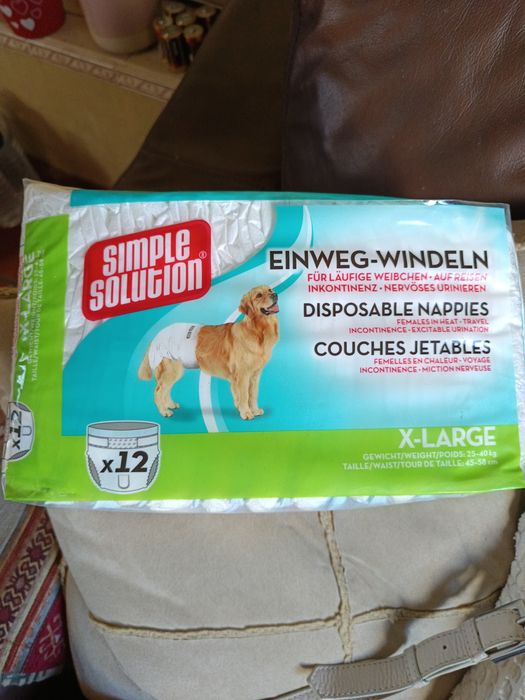 SIMPLE
SOLUTION®
EINWEG-WINDELN
FÜR LÄUFIGE WEIBCHEN • AUF REISEN
INKONTINENZ • NERVÖSES URINIEREN
DISPOSABLE NAPPIES
FEMALES IN HEAT • TRAVEL
INCONTINENCE • EXCITABLE URINATION
COUCHES JETABLES
FEMELLES EN CHALEUR • VOYAGE
INCONTINENCE • MICTION NERVEUSE
X-LARGE
GEWICHT/WEIGHT/POIDS: 25-40 kg
TAILLE/WAIST/TOUR DE TAILLE: 45-58 cm
x12
X-LARGE